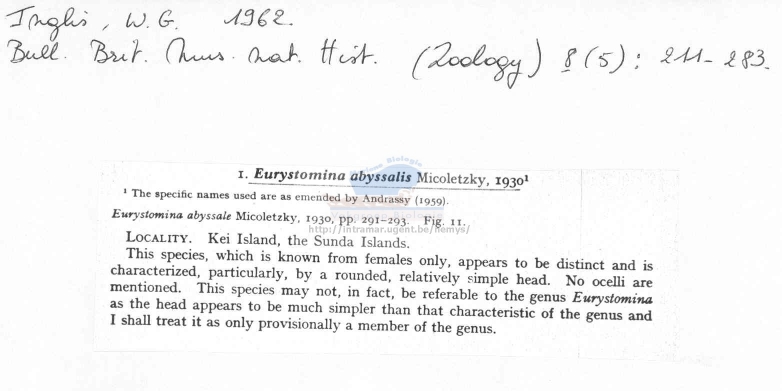 Inglis, W. G. 1962.
Bull. Brit. Mus. nat. Hist. (Zoology) 8 (5): 211-283.
1. Eurystomina abyssalis Micoletzky, 1930¹
¹ The specific names used are as emended by Andrassy (1959).
Eurystomina abyssale Micoletzky, 1930, pp. 291-293. Fig. 11.
http://intramar.ugent.be/nemys/
LOCALITY. Kei Island, the Sunda Islands.
This species, which is known from females only, appears to be distinct and is
characterized, particularly, by a rounded, relatively simple head. No ocelli are
mentioned. This species may not, in fact, be referable to the genus Eurystomina
as the head appears to be much simpler than that characteristic of the genus and
I shall treat it as only provisionally a member of the genus.